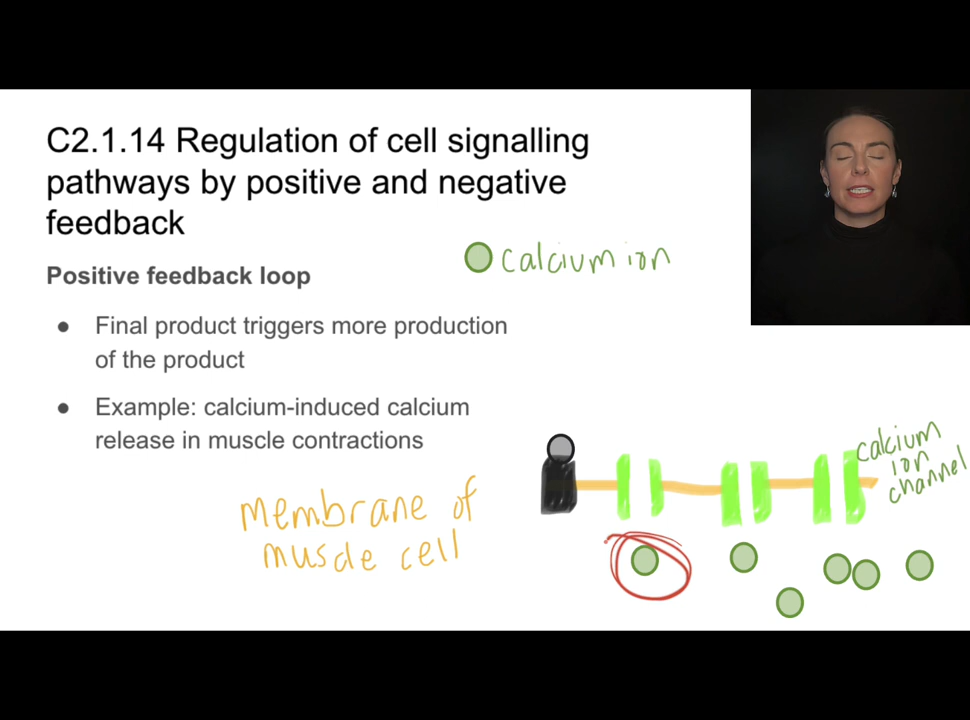 C2.1.14 Regulation of cell signalling
pathways by positive and negative
feedback
calcium ion
Positive feedback loop
● Final product triggers more production
of the product
● Example: calcium-induced calcium
release in muscle contractions
calcium
ion
channel
membrane of
muscle cell